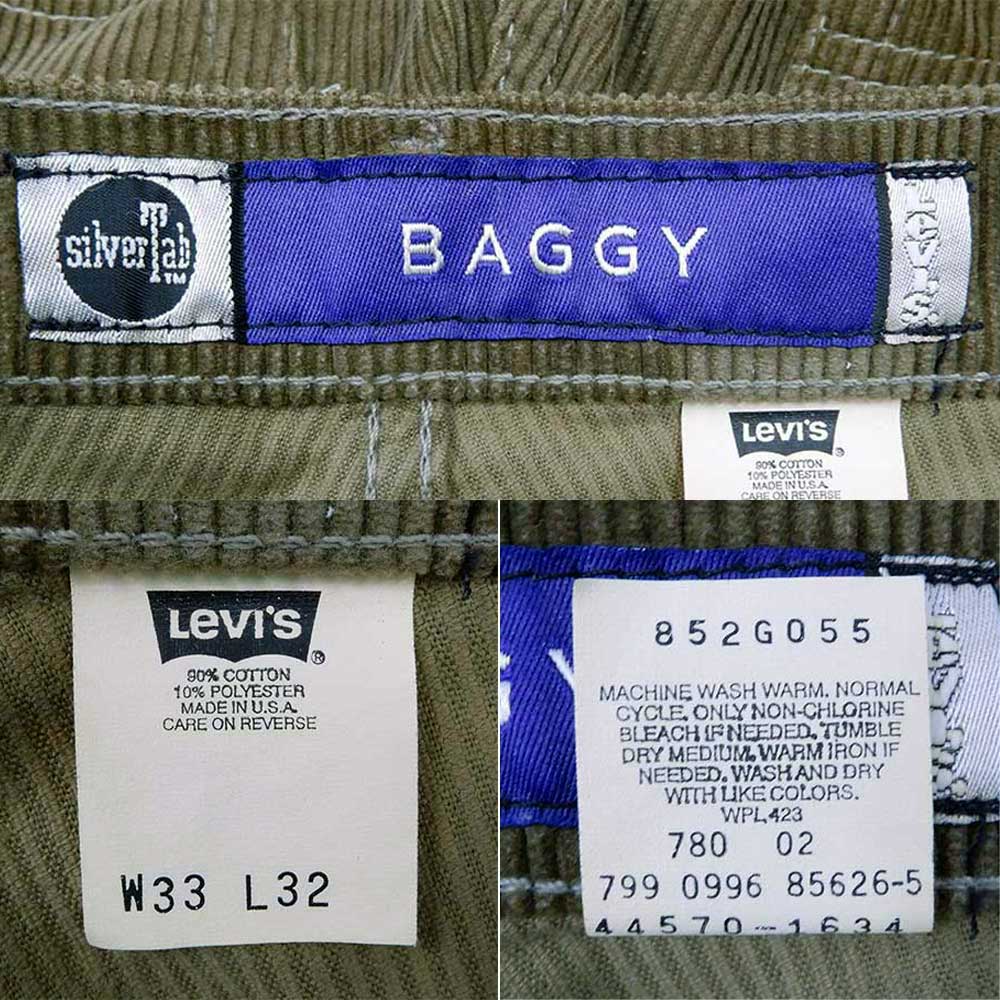 silverTab
TM
BAGGY
LEVI'S
®
90% COTTON
10% POLYESTER
MADE IN U.S.A.
CARE ON REVERSE
LEVI'S
®
90% COTTON
10% POLYESTER
MADE IN U.S.A.
CARE ON REVERSE
W33 L32
G Y
852G055
MACHINE WASH WARM. NORMAL
CYCLE. ONLY NON-CHLORINE
BLEACH IF NEEDED. TUMBLE
DRY MEDIUM. WARM IRON IF
NEEDED. WASH AND DRY
WITH LIKE COLORS.
WPL 423
780 02
799 0996 85626-5
44570-1634